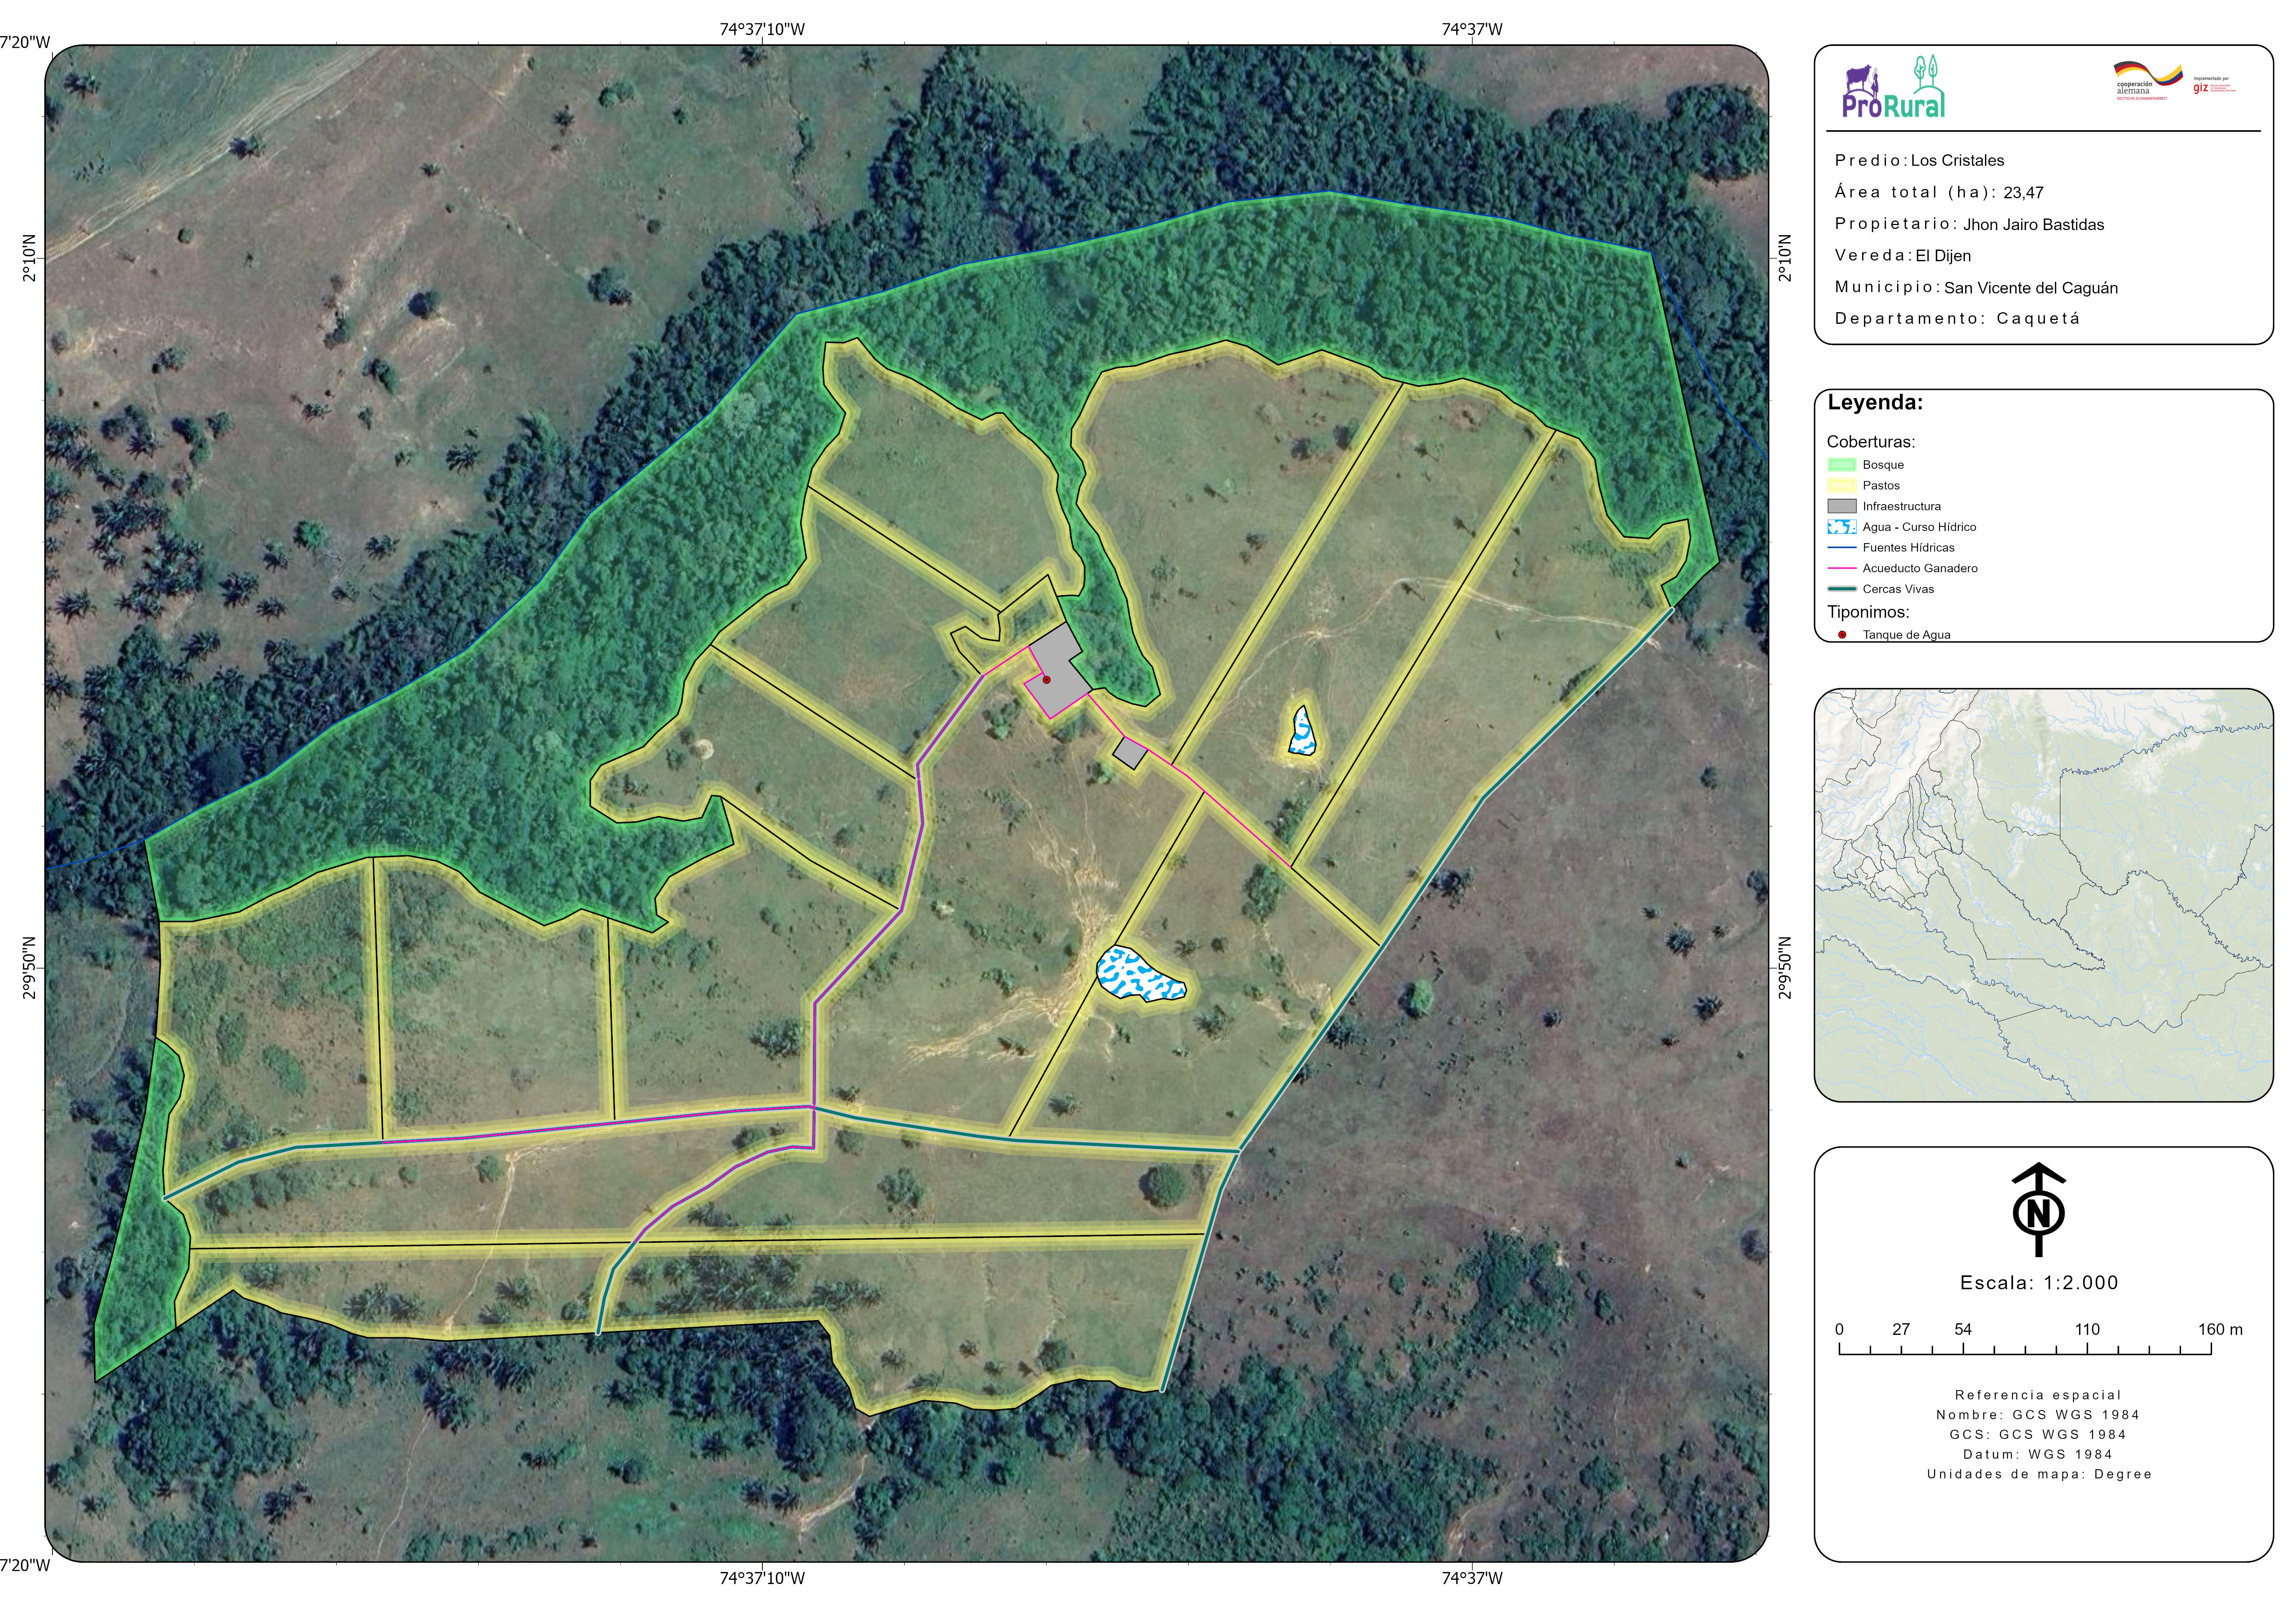 74°37'10"W
74°37'W
7'20"W
2°10'N
2°10'N
2°9'50"N
2°9'50"N
7'20"W
74°37'10"W
74°37'W
ProRural
cooperación
alemana
DEUTSCHE ZUSAMMENARBEIT
Implementada por
giz
Predio: Los Cristales
Área total (ha): 23,47
Propietario: Jhon Jairo Bastidas
Vereda: El Dijen
Municipio: San Vicente del Caguán
Departamento: Caquetá
Leyenda:
Coberturas:
Bosque
Pastos
Infraestructura
Agua - Curso Hídrico
Fuentes Hídricas
Acueducto Ganadero
Cercas Vivas
Tiponimos:
Tanque de Agua
N
Escala: 1:2.000
0 27 54 110 160 m
Referencia espacial
Nombre: GCS WGS 1984
GCS: GCS WGS 1984
Datum: WGS 1984
Unidades de mapa: Degree